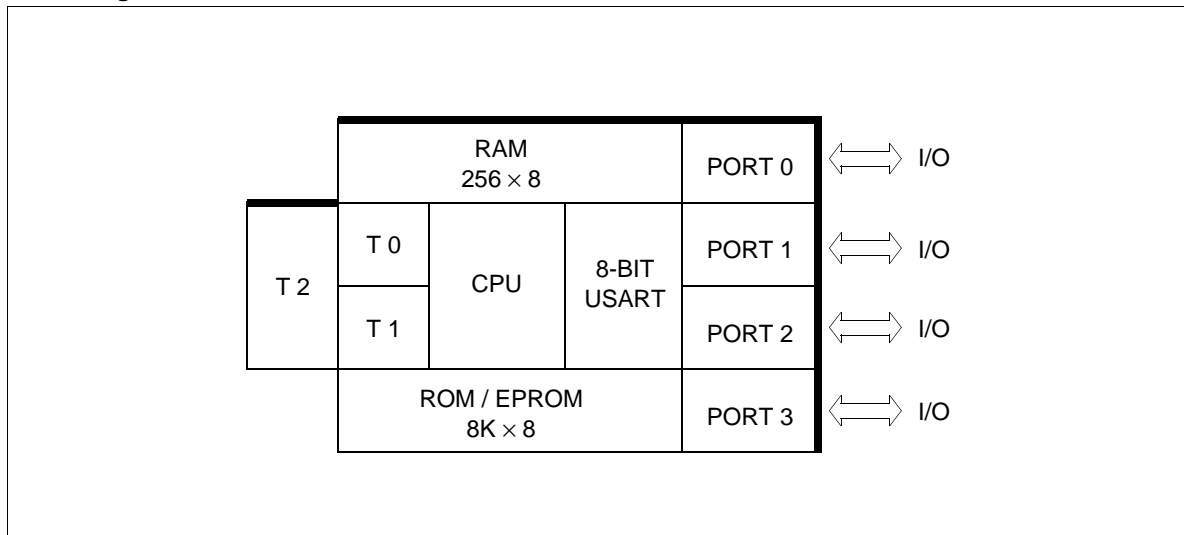 RAM
256 × 8
PORT 0
I/O
T 2
T 0
T 1
CPU
8-BIT
USART
PORT 1
I/O
PORT 2
I/O
ROM / EPROM
8K × 8
PORT 3
I/O